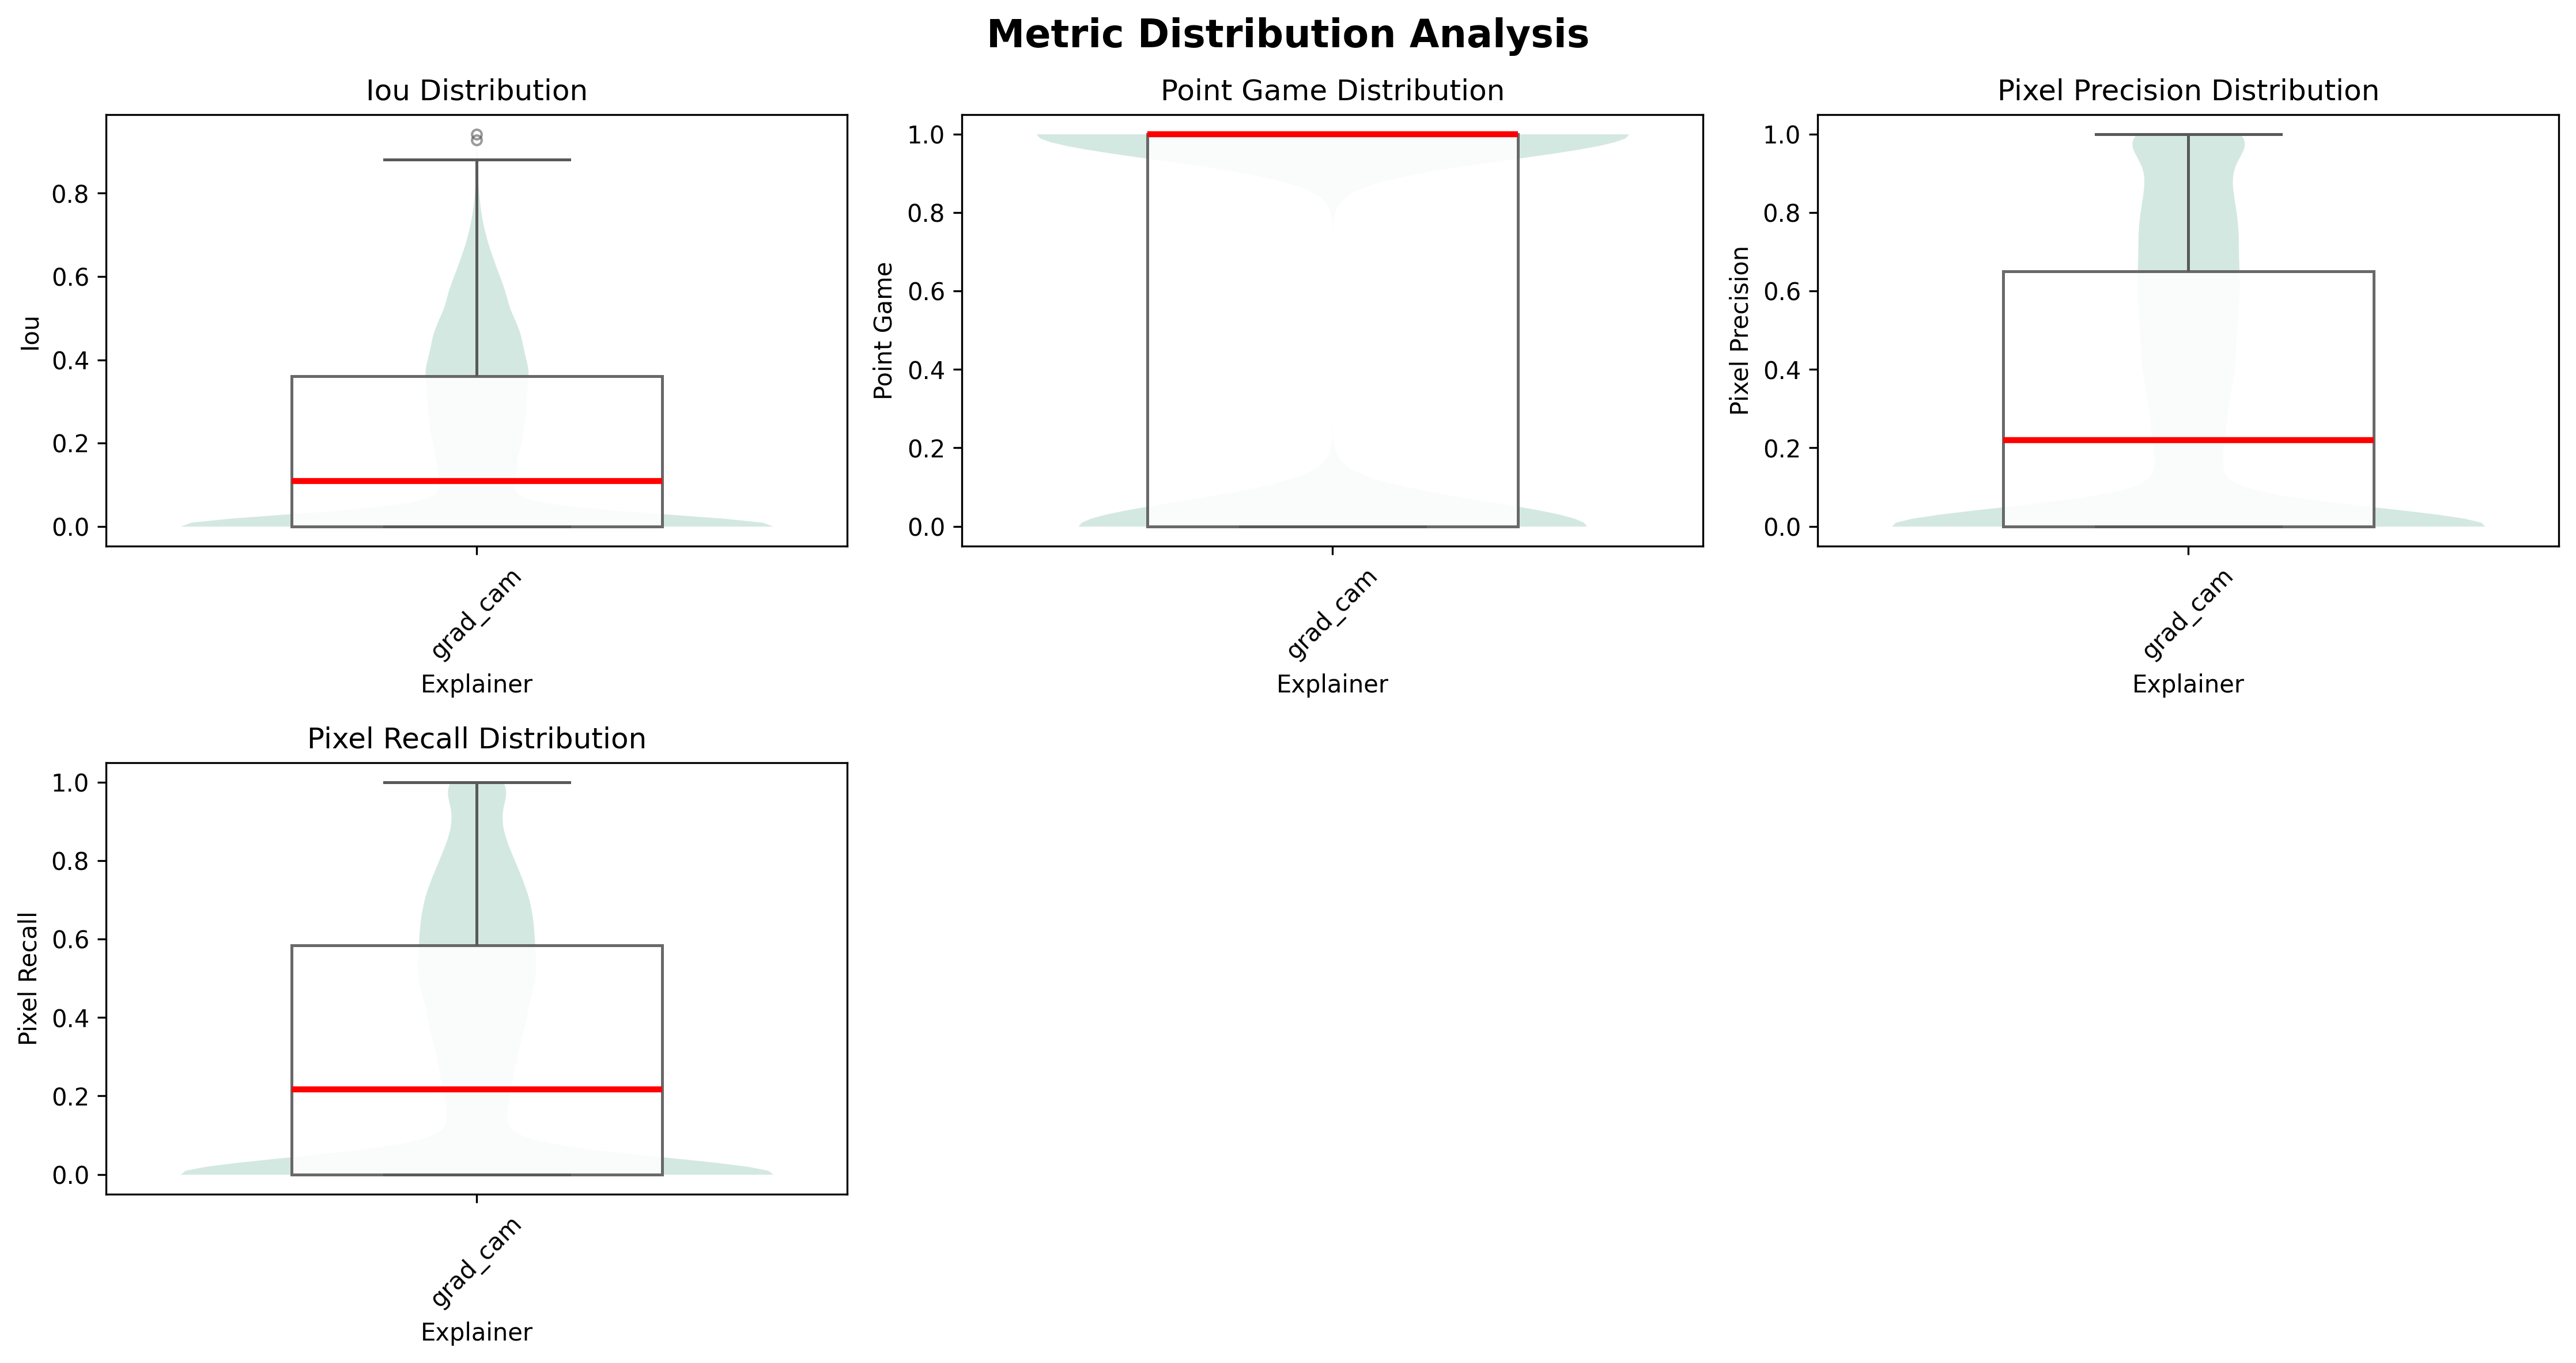 Metric Distribution Analysis
Iou Distribution
Iou
0.8
0.6
0.4
0.2
0.0
grad_cam
Explainer
Point Game Distribution
Point Game
1.0
0.8
0.6
0.4
0.2
0.0
grad_cam
Explainer
Pixel Precision Distribution
Pixel Precision
1.0
0.8
0.6
0.4
0.2
0.0
grad_cam
Explainer
Pixel Recall Distribution
Pixel Recall
1.0
0.8
0.6
0.4
0.2
0.0
grad_cam
Explainer